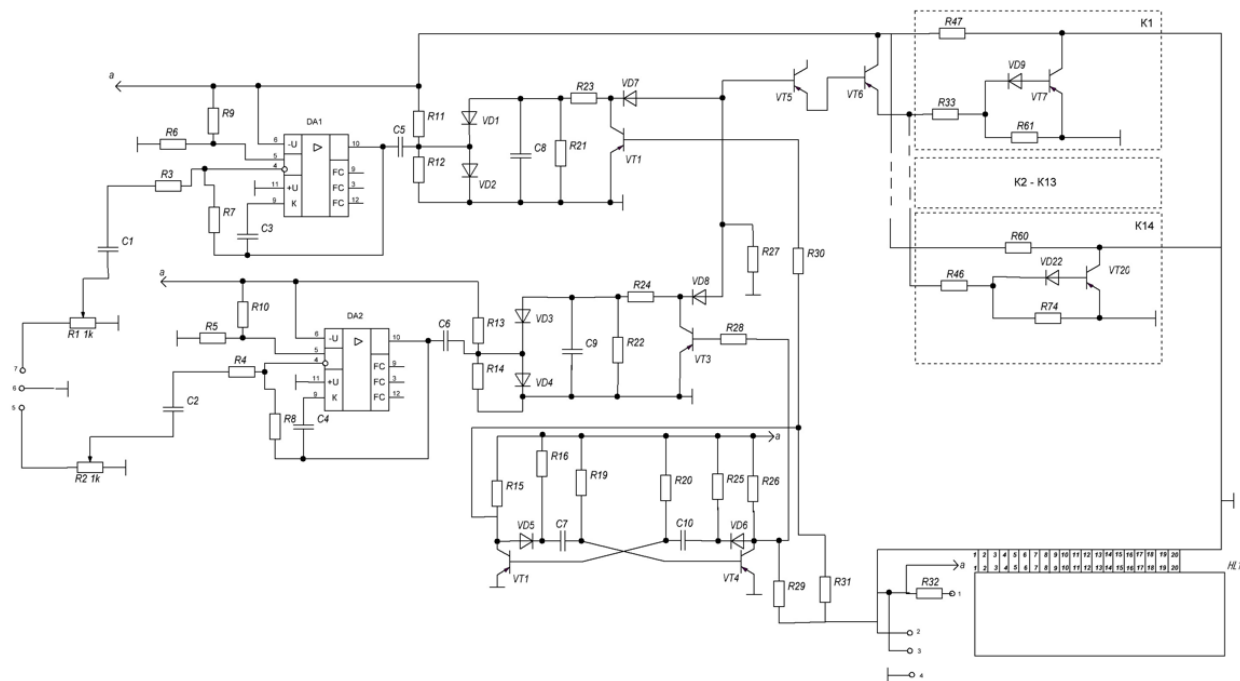 R47
K1
VD9
VT5
VT6
VT7
R33
R61
R23
VD7
a
R9
DA1
R11
C5
VD1
R6
6 -U
10
5
4
11 +U
9 K
9 FC
3 FC
12 FC
R12
VD2
C8
R21
VT1
R3
R7
C3
C1
K2 - K13
K14
R60
VD22
R46
VT20
R74
R27
R30
a
R10
DA2
R24
VD8
C6
R13
VD3
R5
R1 1k
6 -U
10
5
4
11 +U
9 K
9 FC
3 FC
12 FC
R14
VD4
C9
R22
VT3
R28
R4
R8
C4
C2
7
6
5
R2 1k
a
R16
R19
R20
R25
R26
R15
VD5
C7
C10
VD6
VT1
VT4
R29
R31
1 2 3 4 5 6 7 8 9 10 11 12 13 14 15 16 17 18 19 20
1 2 3 4 5 6 7 8 9 10 11 12 13 14 15 16 17 18 19 20
a
R32
1
2
3
4